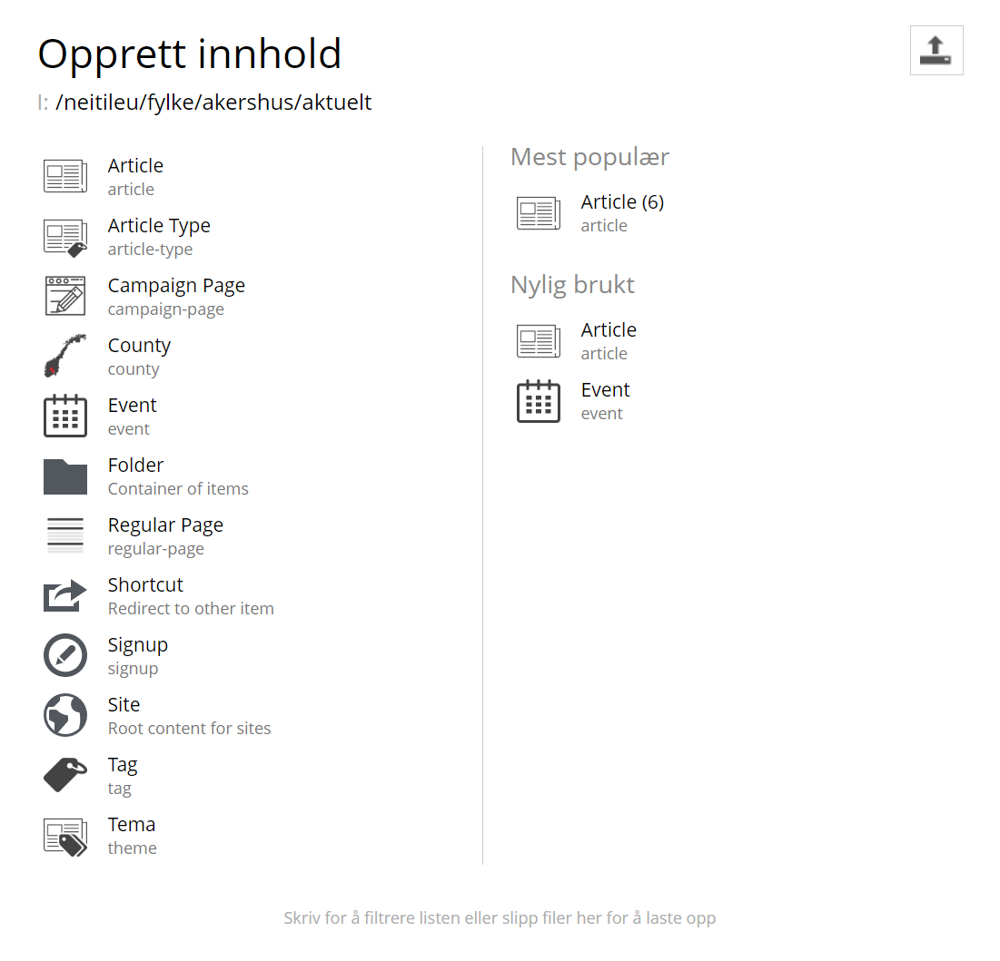 Opprett innhold
I: /neitileu/fylke/akershus/aktuelt
Article
article
Article Type
article-type
Campaign Page
campaign-page
County
county
Event
event
Folder
Container of items
Regular Page
regular-page
Shortcut
Redirect to other item
Signup
signup
Site
Root content for sites
Tag
tag
Tema
theme
Mest populær
Article (6)
article
Nylig brukt
Article
article
Event
event
Skriv for å filtrere listen eller slipp filer her for å laste opp